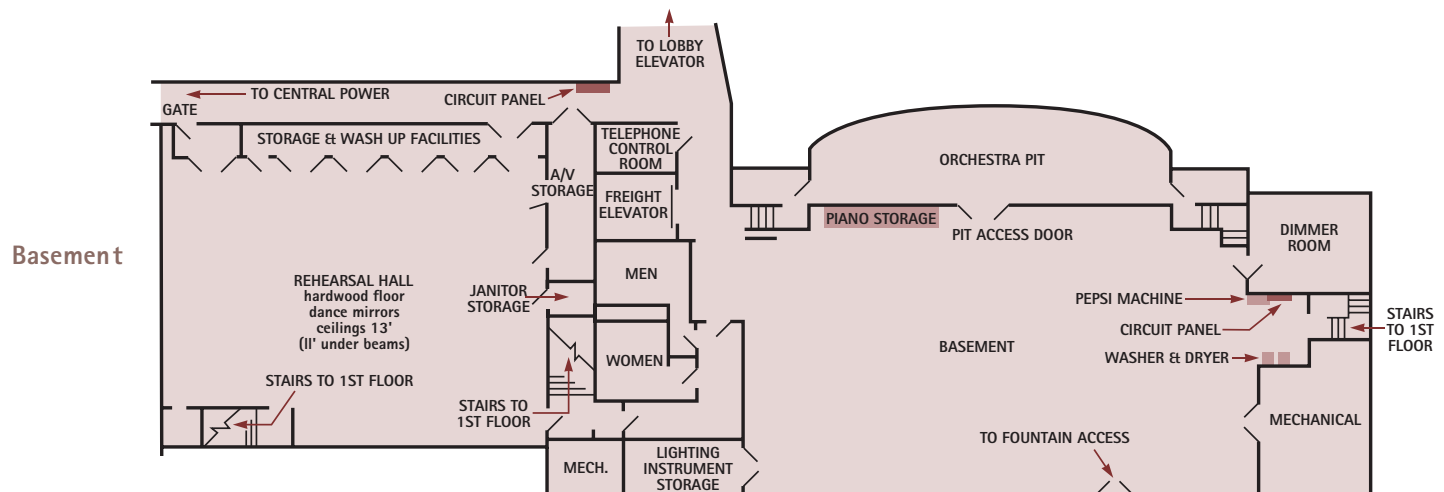 TO LOBBY
ELEVATOR
TO CENTRAL POWER
CIRCUIT PANEL
GATE
STORAGE & WASH UP FACILITIES
TELEPHONE
CONTROL
ROOM
A/V
STORAGE
FREIGHT
ELEVATOR
ORCHESTRA PIT
PIANO STORAGE
PIT ACCESS DOOR
DIMMER
ROOM
Basement
REHEARSAL HALL
hardwood floor
dance mirrors
ceilings 13'
(II' under beams)
JANITOR
STORAGE
MEN
PEPSI MACHINE
CIRCUIT PANEL
STAIRS
TO 1ST
FLOOR
BASEMENT
WASHER & DRYER
WOMEN
STAIRS TO 1ST FLOOR
STAIRS TO
1ST FLOOR
MECHANICAL
TO FOUNTAIN ACCESS
MECH.
LIGHTING
INSTRUMENT
STORAGE